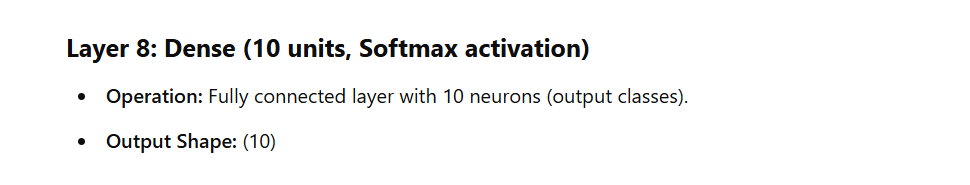 Layer 8: Dense (10 units, Softmax activation)
• Operation: Fully connected layer with 10 neurons (output classes).
• Output Shape: (10)